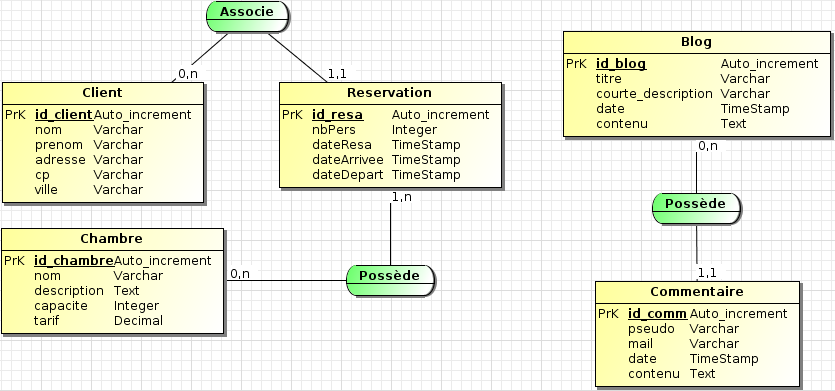 Associe
0,n
1,1
Client
PrK id_client Auto_increment
nom Varchar
prenom Varchar
adresse Varchar
cp Varchar
ville Varchar
Reservation
PrK id_resa Auto_increment
nbPers Integer
dateResa TimeStamp
dateArrivee TimeStamp
dateDepart TimeStamp
1,n
Chambre
PrK id_chambre Auto_increment
nom Varchar
description Text
capacite Integer
tarif Decimal
0,n
Possède
Blog
PrK id_blog Auto_increment
titre Varchar
courte_description Varchar
date TimeStamp
contenu Text
0,n
Possède
1,1
Commentaire
PrK id_comm Auto_increment
pseudo Varchar
mail Varchar
date TimeStamp
contenu Text